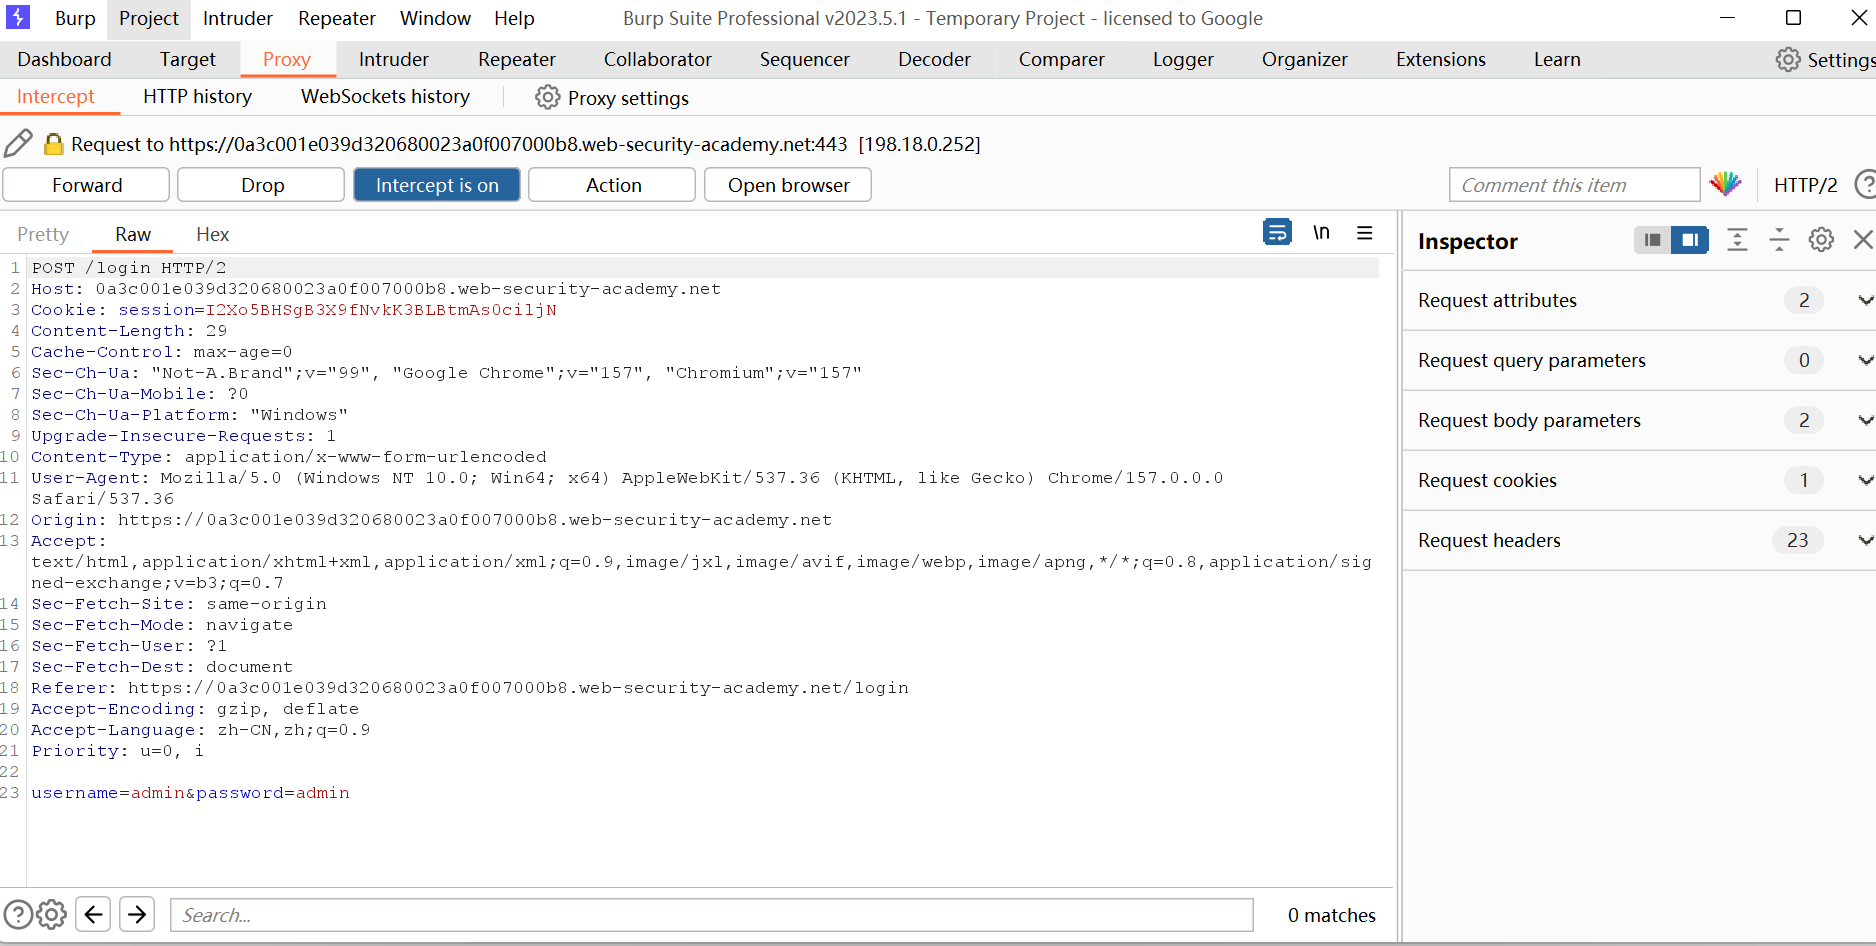 Burp Project Intruder Repeater Window Help Burp Suite Professional v2023.5.1 - Temporary Project - licensed to Google
Dashboard Target Proxy Intruder Repeater Collaborator Sequencer Decoder Comparer Logger Organizer Extensions Learn Settings
Intercept HTTP history WebSockets history Proxy settings
Request to https://0a3c001e039d320680023a0f007000b8.web-security-academy.net:443 [198.18.0.252]
Forward Drop Intercept is on Action Open browser Comment this item HTTP/2 ?
Pretty Raw Hex \n
Inspector
1 POST /login HTTP/2
2 Host: 0a3c001e039d320680023a0f007000b8.web-security-academy.net
3 Cookie: session=I2Xo5BHSgB3X9fNvkK3BLBtmAs0ciljN
4 Content-Length: 29
5 Cache-Control: max-age=0
6 Sec-Ch-Ua: "Not-A.Brand";v="99", "Google Chrome";v="157", "Chromium";v="157"
7 Sec-Ch-Ua-Mobile: ?0
8 Sec-Ch-Ua-Platform: "Windows"
9 Upgrade-Insecure-Requests: 1
10 Content-Type: application/x-www-form-urlencoded
11 User-Agent: Mozilla/5.0 (Windows NT 10.0; Win64; x64) AppleWebKit/537.36 (KHTML, like Gecko) Chrome/157.0.0.0
Safari/537.36
12 Origin: https://0a3c001e039d320680023a0f007000b8.web-security-academy.net
13 Accept:
text/html,application/xhtml+xml,application/xml;q=0.9,image/jxl,image/avif,image/webp,image/apng,*/*;q=0.8,application/sig
ned-exchange;v=b3;q=0.7
14 Sec-Fetch-Site: same-origin
15 Sec-Fetch-Mode: navigate
16 Sec-Fetch-User: ?1
17 Sec-Fetch-Dest: document
18 Referer: https://0a3c001e039d320680023a0f007000b8.web-security-academy.net/login
19 Accept-Encoding: gzip, deflate
20 Accept-Language: zh-CN,zh;q=0.9
21 Priority: u=0, i
22
23 username=admin&password=admin
Request attributes 2
Request query parameters 0
Request body parameters 2
Request cookies 1
Request headers 23
? Search... 0 matches